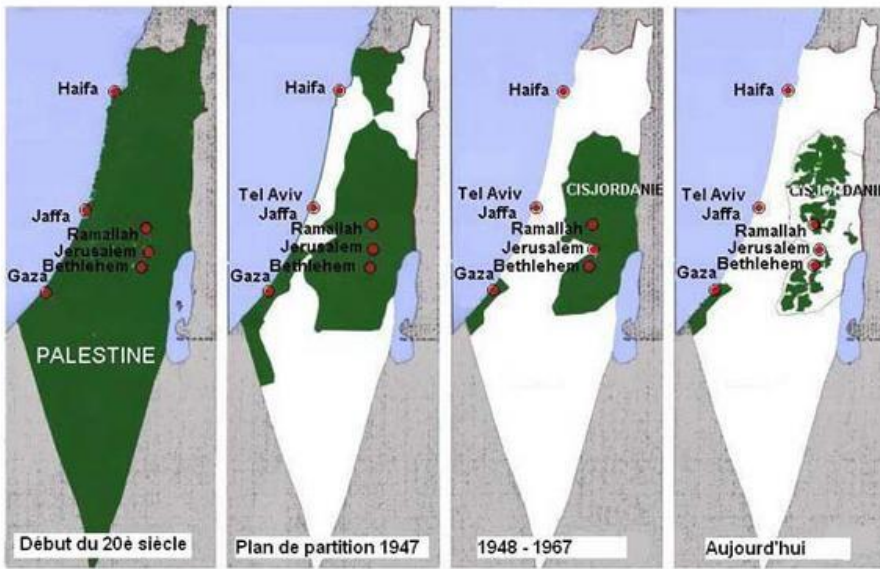 Haifa
Jaffa
Ramallah
Jerusalem
Bethlehem
Gaza
PALESTINE
Début du 20è siècle
Haifa
Tel Aviv
Jaffa
Ramallah
Jerusalem
Bethlehem
Gaza
Plan de partition 1947
Haifa
CISJORDANIE
Tel Aviv
Jaffa
Ramallah
Jerusalem
Bethlehem
Gaza
1948 - 1967
Haifa
CISJORDANIE
Tel Aviv
Jaffa
Ramallah
Jerusalem
Bethlehem
Gaza
Aujourd'hui